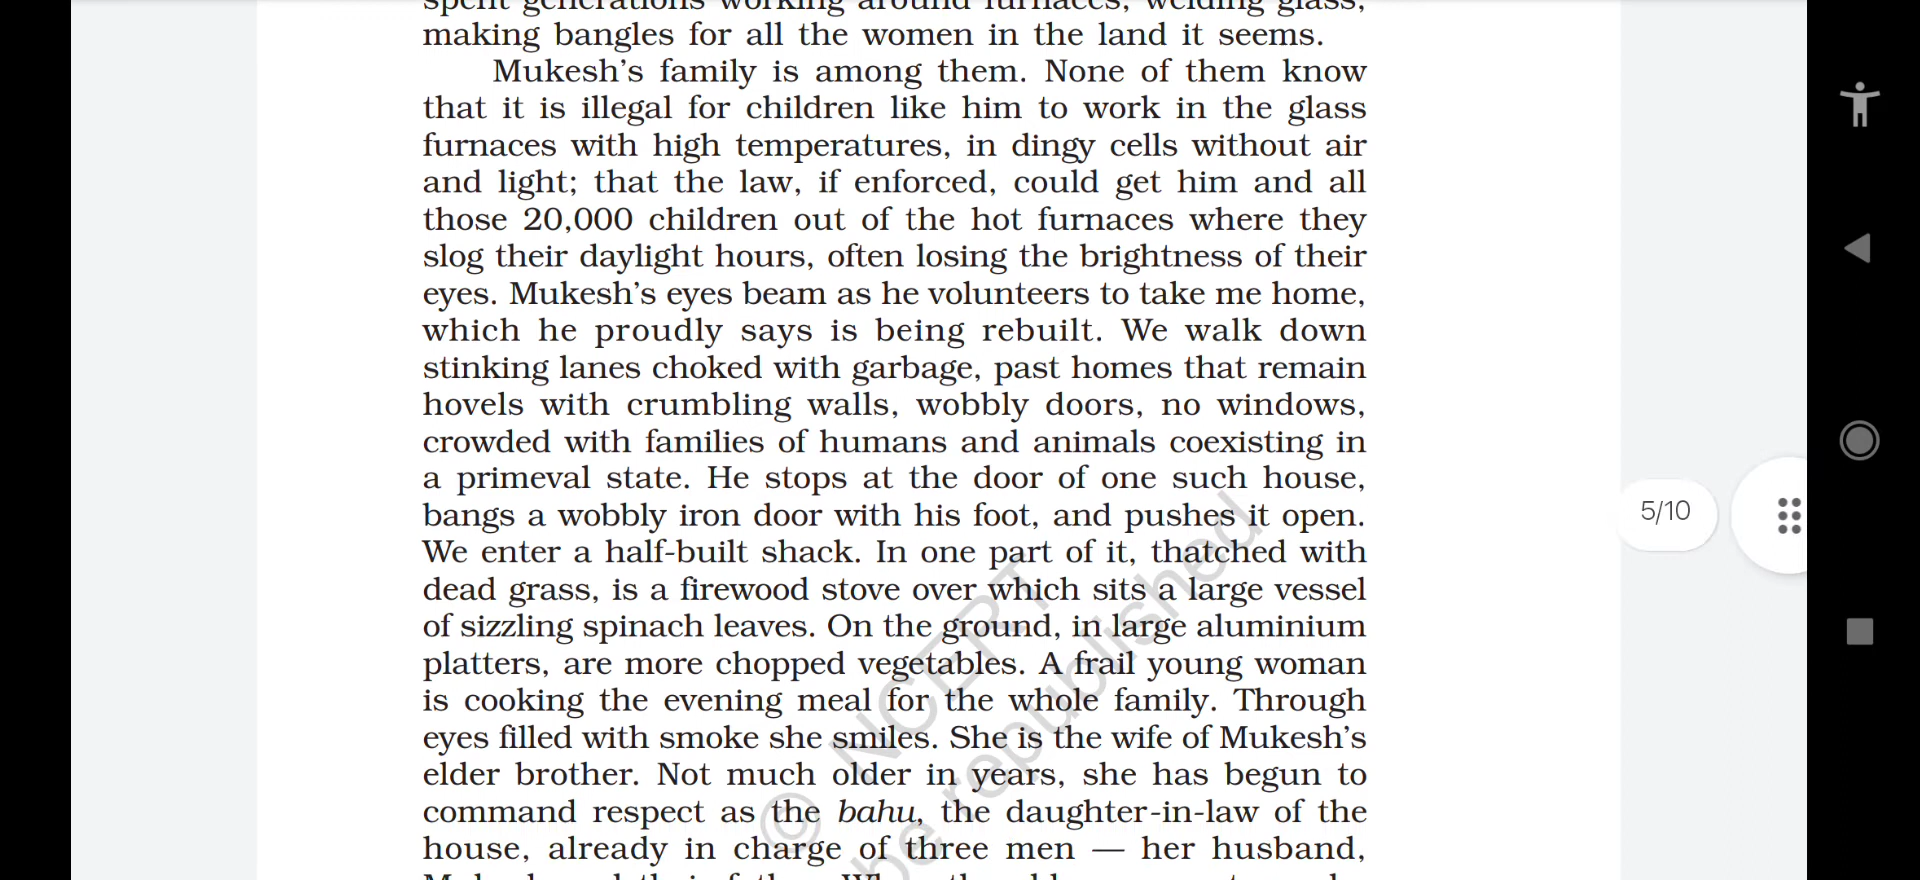 spent generations working around furnaces, welding glass,
making bangles for all the women in the land it seems.
Mukesh’s family is among them. None of them know
that it is illegal for children like him to work in the glass
furnaces with high temperatures, in dingy cells without air
and light; that the law, if enforced, could get him and all
those 20,000 children out of the hot furnaces where they
slog their daylight hours, often losing the brightness of their
eyes. Mukesh’s eyes beam as he volunteers to take me home,
which he proudly says is being rebuilt. We walk down
stinking lanes choked with garbage, past homes that remain
hovels with crumbling walls, wobbly doors, no windows,
crowded with families of humans and animals coexisting in
a primeval state. He stops at the door of one such house,
bangs a wobbly iron door with his foot, and pushes it open.
We enter a half-built shack. In one part of it, thatched with
dead grass, is a firewood stove over which sits a large vessel
of sizzling spinach leaves. On the ground, in large aluminium
platters, are more chopped vegetables. A frail young woman
is cooking the evening meal for the whole family. Through
eyes filled with smoke she smiles. She is the wife of Mukesh’s
elder brother. Not much older in years, she has begun to
command respect as the bahu, the daughter-in-law of the
house, already in charge of three men — her husband,
5/10
© NCERT
be republished